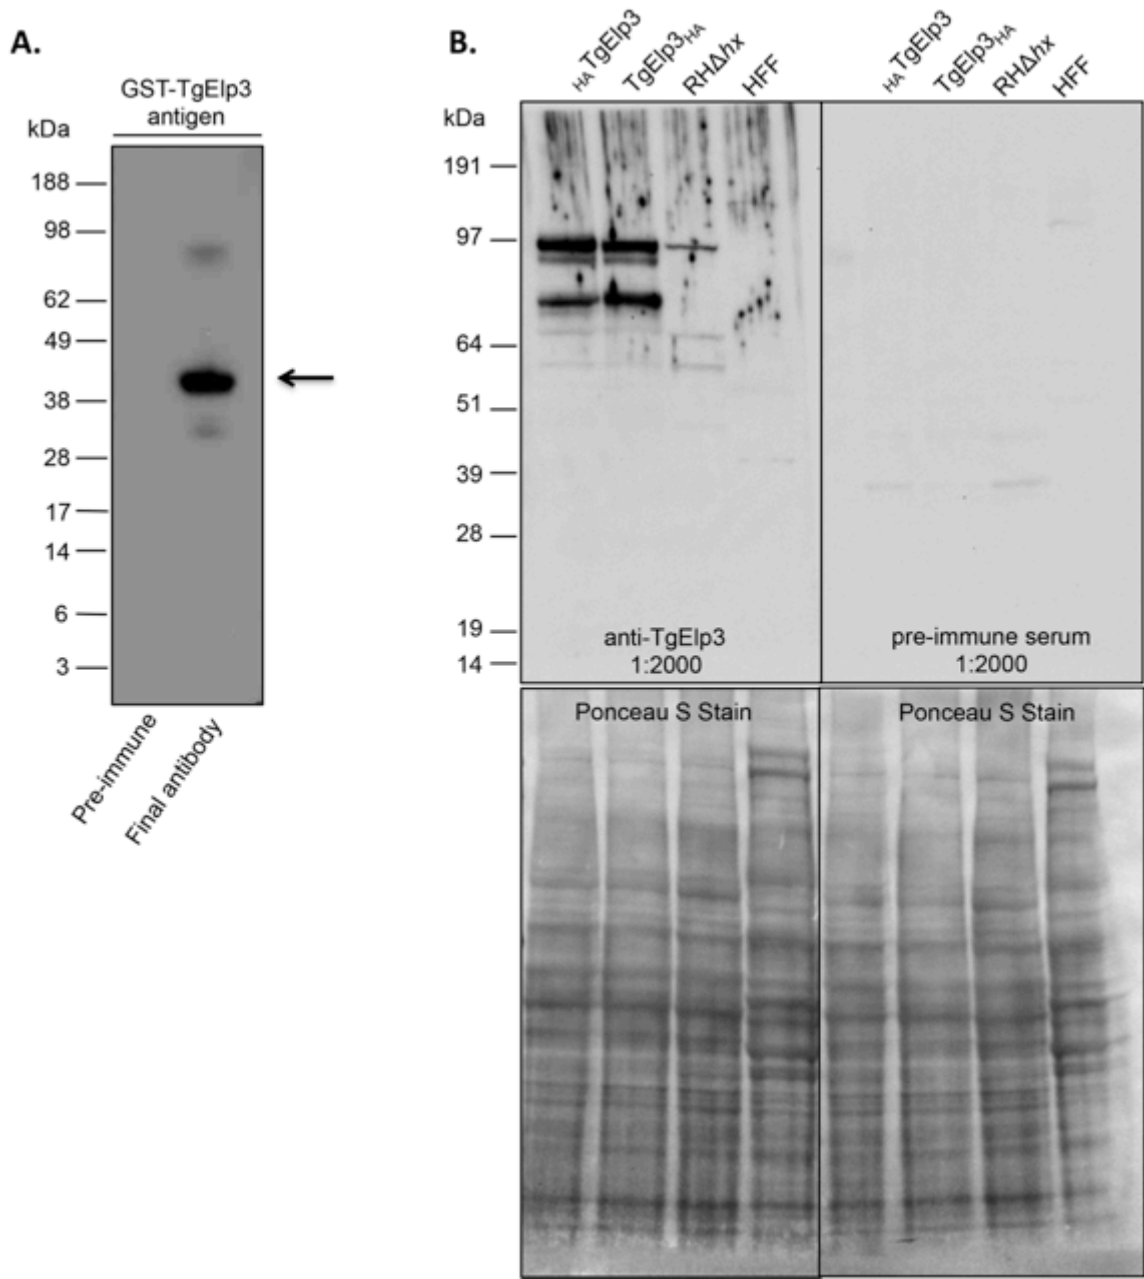 A.
GST-TgElp3
antigen
kDa
188
98
62
49
38
28
17
14
6
3
Pre-immune
Final antibody
B.
HATgElp3
TgElp3HA
RHΔhx
HFF
HATgElp3
TgElp3HA
RHΔhx
HFF
kDa
191
97
64
51
39
28
19
14
anti-TgElp3
1:2000
pre-immune serum
1:2000
Ponceau S Stain
Ponceau S Stain